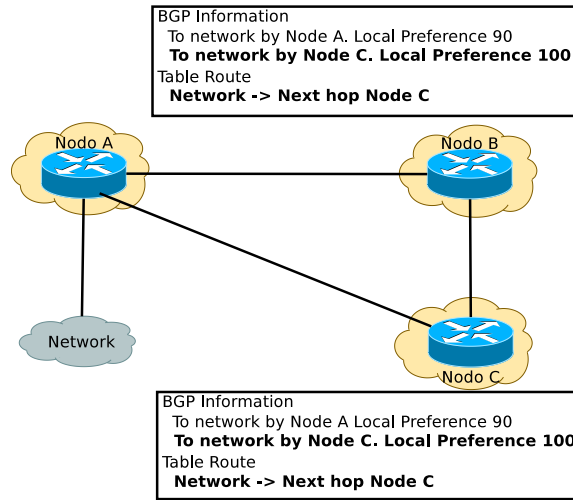 BGP Information
To network by Node A. Local Preference 90
To network by Node C. Local Preference 100
Table Route
Network -> Next hop Node C
Nodo A
Nodo B
Network
Nodo C
BGP Information
To network by Node A Local Preference 90
To network by Node C. Local Preference 100
Table Route
Network -> Next hop Node C